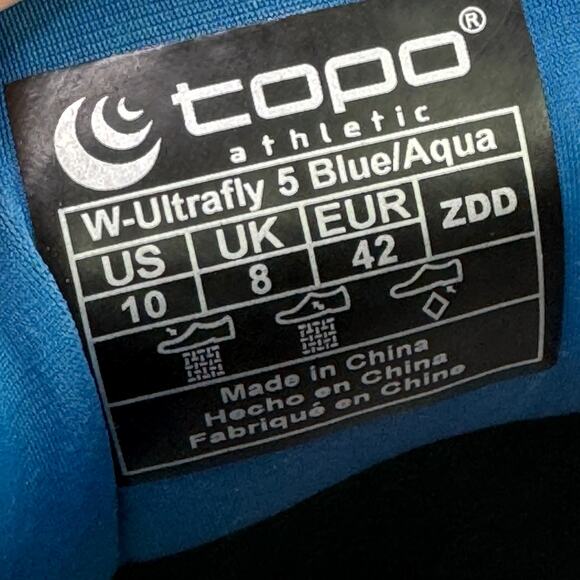 topo®
athletic
W-Ultrafly 5 Blue/Aqua
US UK EUR ZDD
10 8 42
Made in China
Hecho en China
Fabriqué en Chine